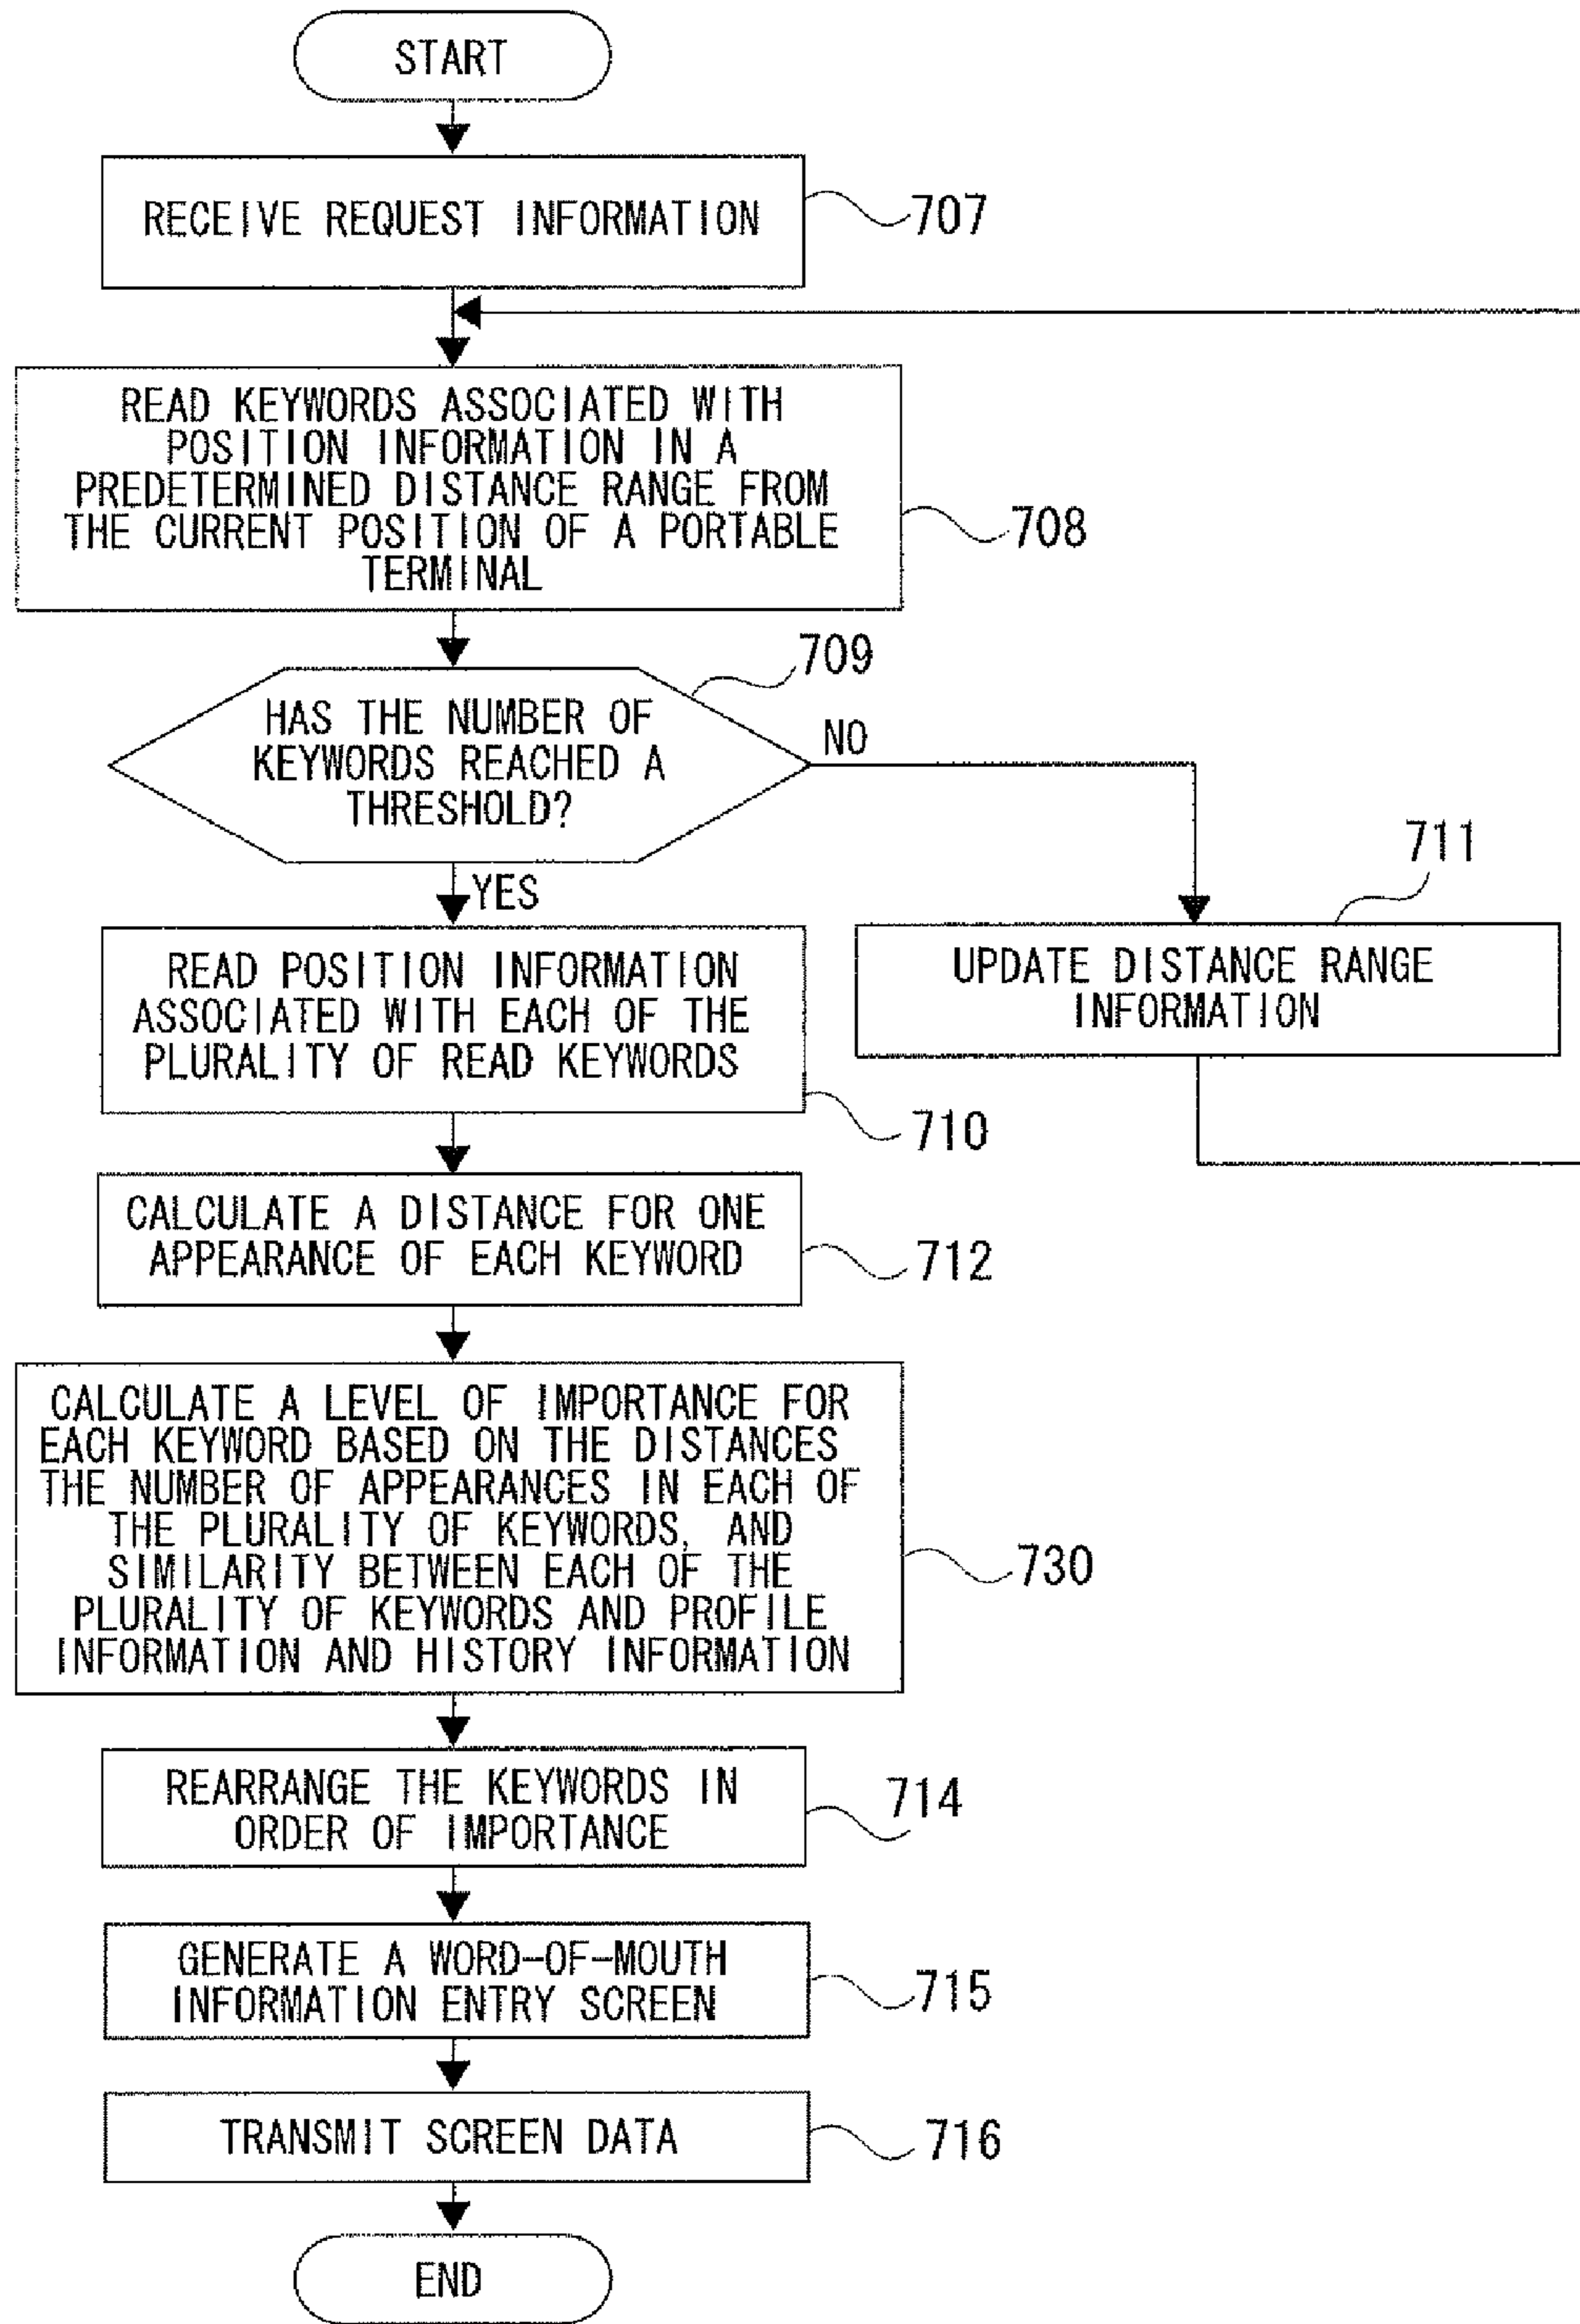 START
RECEIVE REQUEST INFORMATION
707
READ KEYWORDS ASSOCIATED WITH
POSITION INFORMATION IN A
PREDETERMINED DISTANCE RANGE FROM
THE CURRENT POSITION OF A PORTABLE
TERMINAL
708
709
HAS THE NUMBER OF
KEYWORDS REACHED A
THRESHOLD?
NO
YES
711
UPDATE DISTANCE RANGE
INFORMATION
READ POSITION INFORMATION
ASSOCIATED WITH EACH OF THE
PLURALITY OF READ KEYWORDS
710
CALCULATE A DISTANCE FOR ONE
APPEARANCE OF EACH KEYWORD
712
CALCULATE A LEVEL OF IMPORTANCE FOR
EACH KEYWORD BASED ON THE DISTANCES
THE NUMBER OF APPEARANCES IN EACH OF
THE PLURALITY OF KEYWORDS, AND
SIMILARITY BETWEEN EACH OF THE
PLURALITY OF KEYWORDS AND PROFILE
INFORMATION AND HISTORY INFORMATION
730
REARRANGE THE KEYWORDS IN
ORDER OF IMPORTANCE
714
GENERATE A WORD-OF-MOUTH
INFORMATION ENTRY SCREEN
715
TRANSMIT SCREEN DATA
716
END